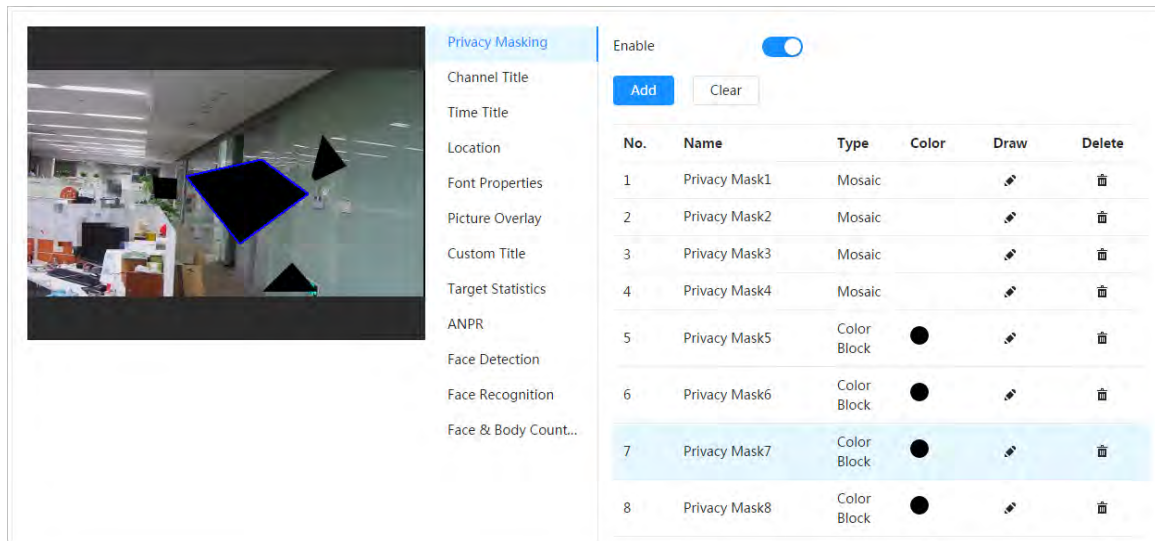 Privacy Masking
Channel Title
Time Title
Location
Font Properties
Picture Overlay
Custom Title
Target Statistics
ANPR
Face Detection
Face Recognition
Face & Body Count...
Enable
Add Clear
No. Name Type Color Draw Delete
1 Privacy Mask1 Mosaic
2 Privacy Mask2 Mosaic
3 Privacy Mask3 Mosaic
4 Privacy Mask4 Mosaic
5 Privacy Mask5 Color
Block
6 Privacy Mask6 Color
Block
7 Privacy Mask7 Color
Block
8 Privacy Mask8 Color
Block